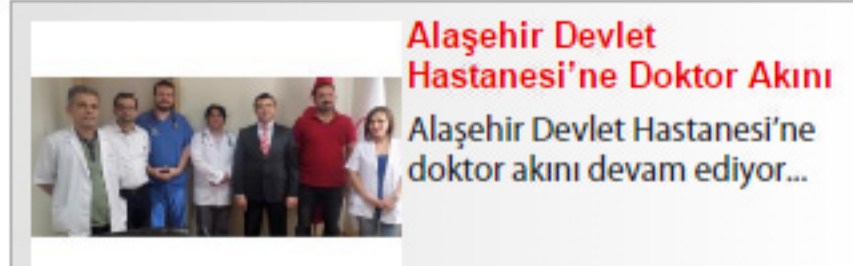 Alaşehir Devlet
Hastanesi’ne Doktor Akını
Alaşehir Devlet Hastanesi’ne
doktor akını devam ediyor...